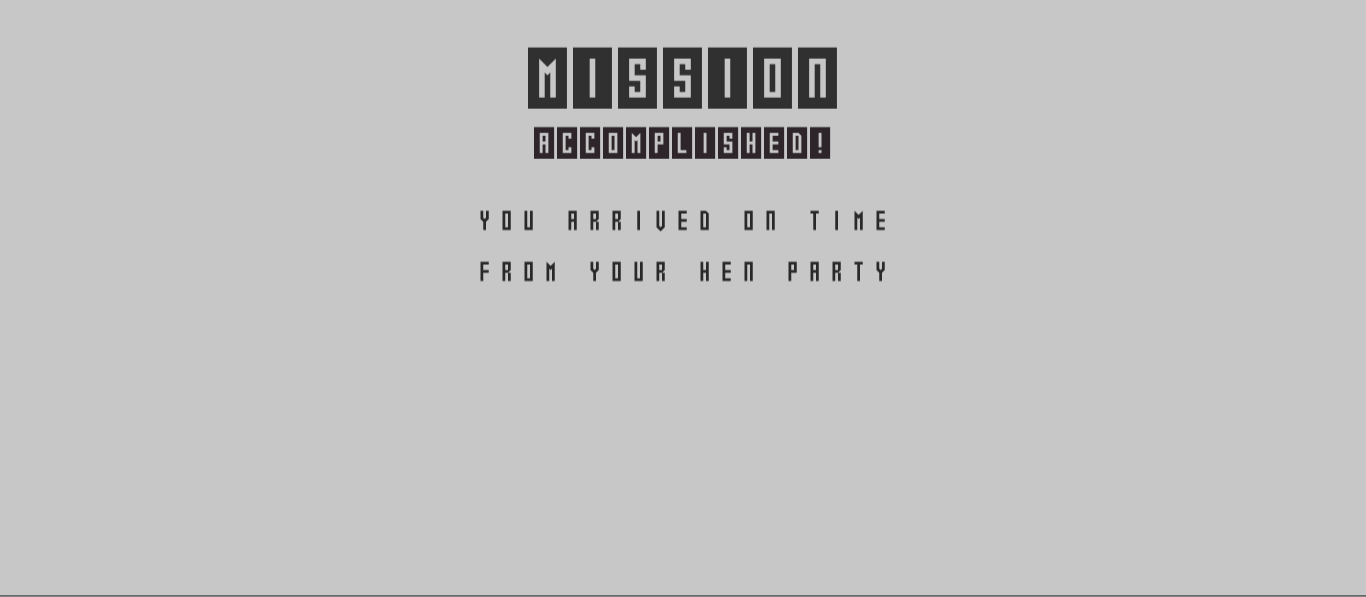 MISSION
ACCOMPLISHED!
YOU ARRIVED ON TIME
FROM YOUR HEN PARTY